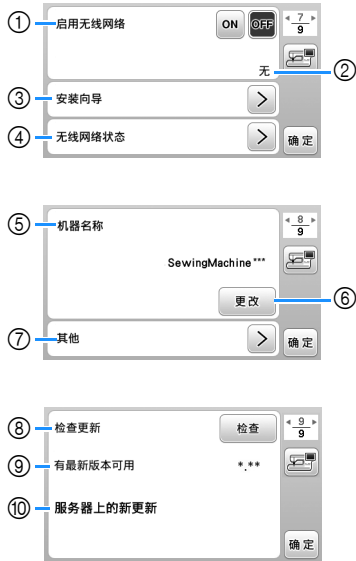 ① 启用无线网络 ON OFF 7
9
无 ②
③ 安装向导 >
④ 无线网络状态 > 确定
⑤ 机器名称 8
9
SewingMachine***
更改 ⑥
⑦ 其他 > 确定
⑧ 检查更新 检查 9
9
⑨ 有最新版本可用 *.**
⑩ 服务器上的新更新
确定